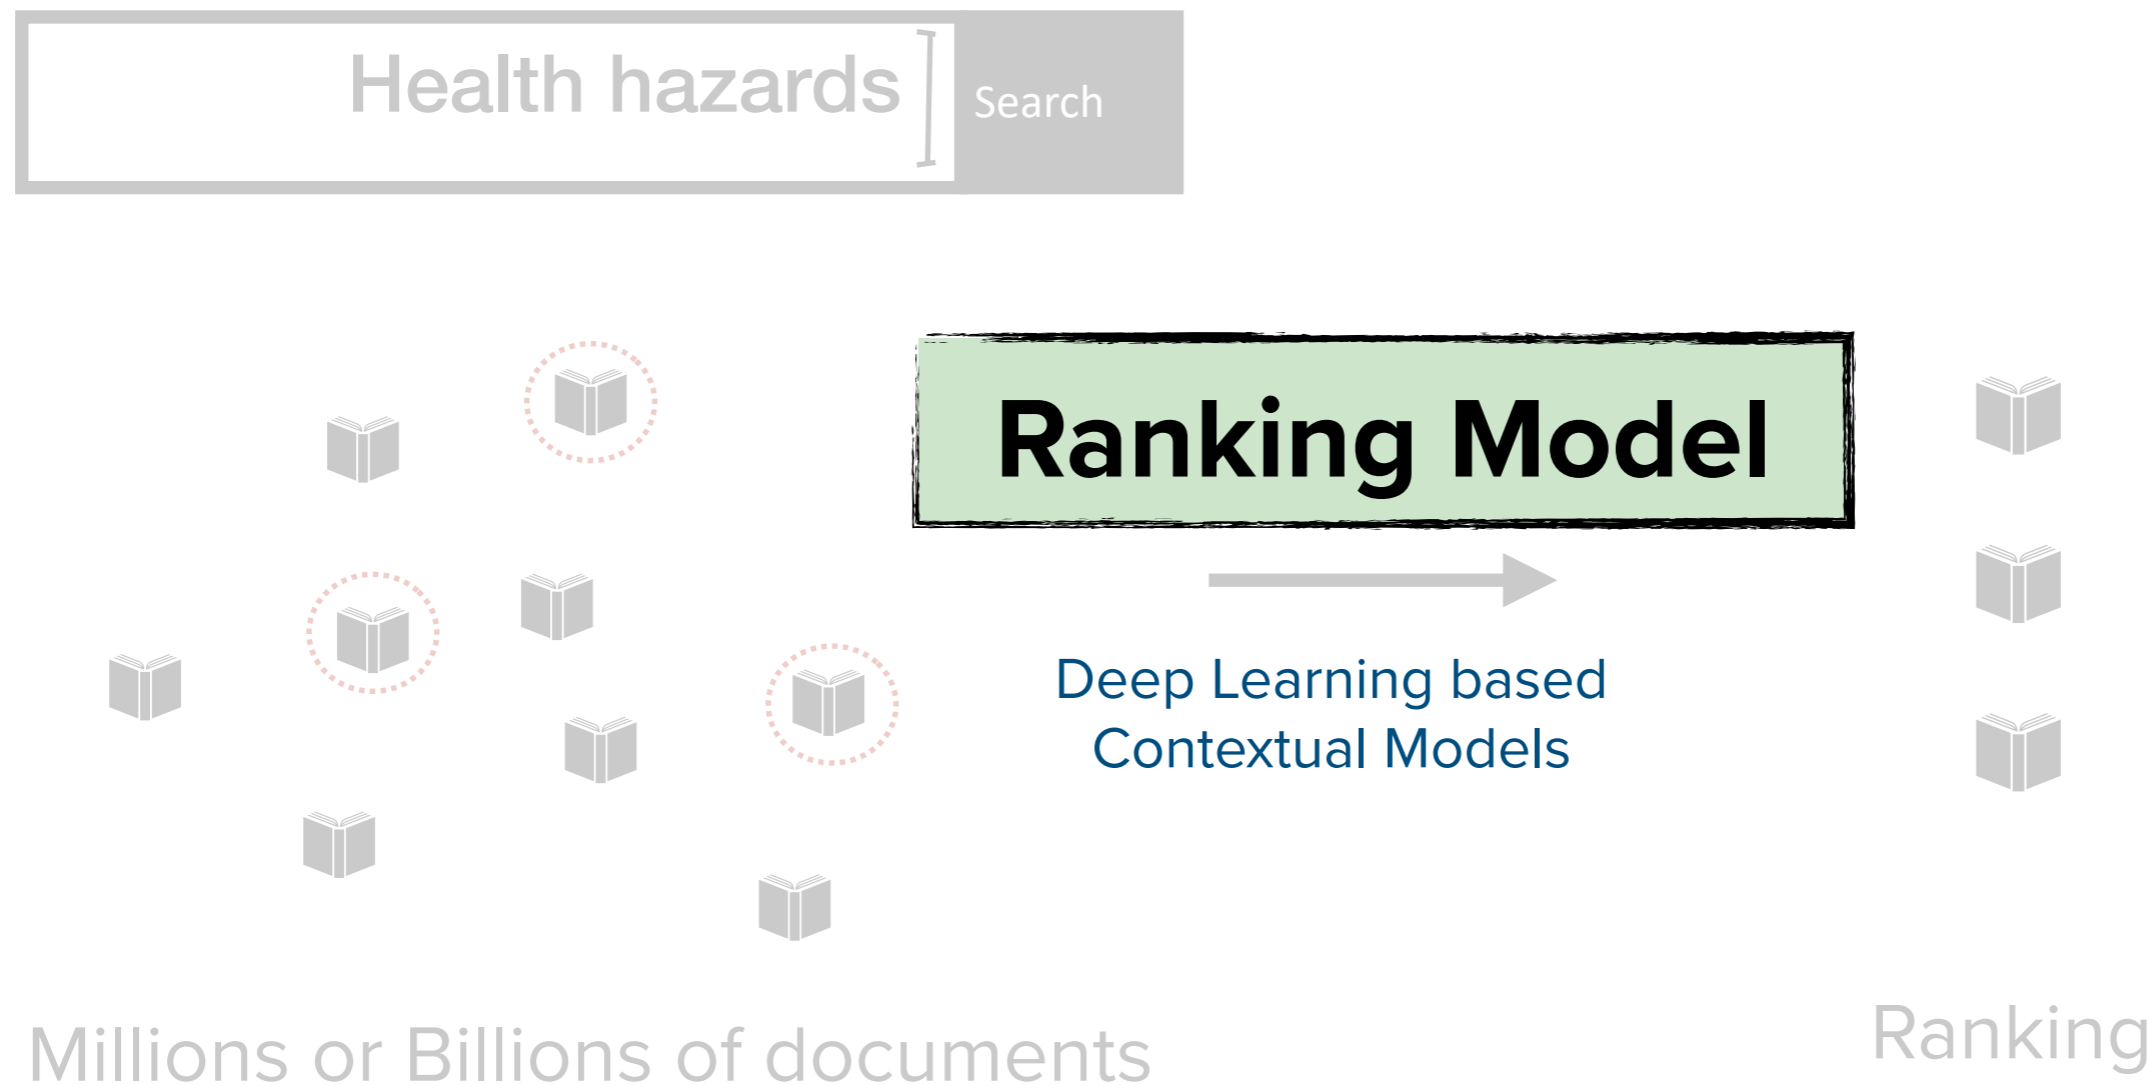 Health hazards
Search
Ranking Model
Deep Learning based
Contextual Models
Millions or Billions of documents
Ranking